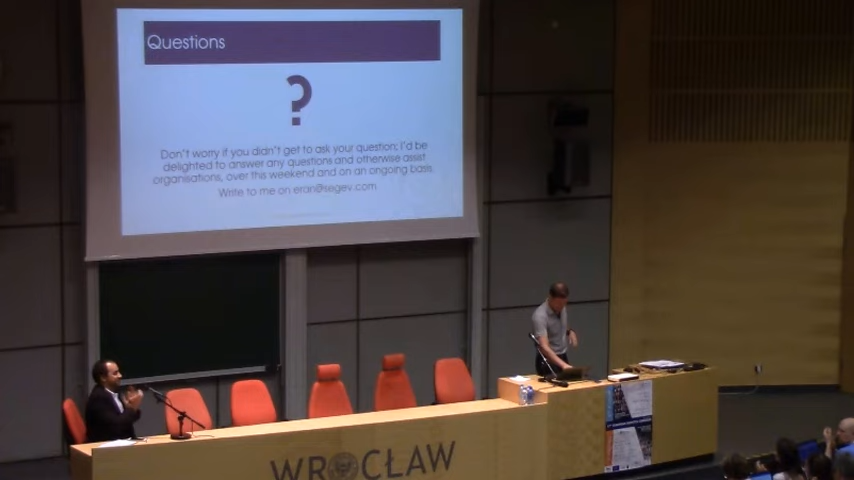 Questions
?
Don't worry if you didn't get to ask your question; I'd be
delighted to answer any questions and otherwise assist
organisations, over this weekend and on an ongoing basis.
Write to me on eran@segev.com
WROCŁAW